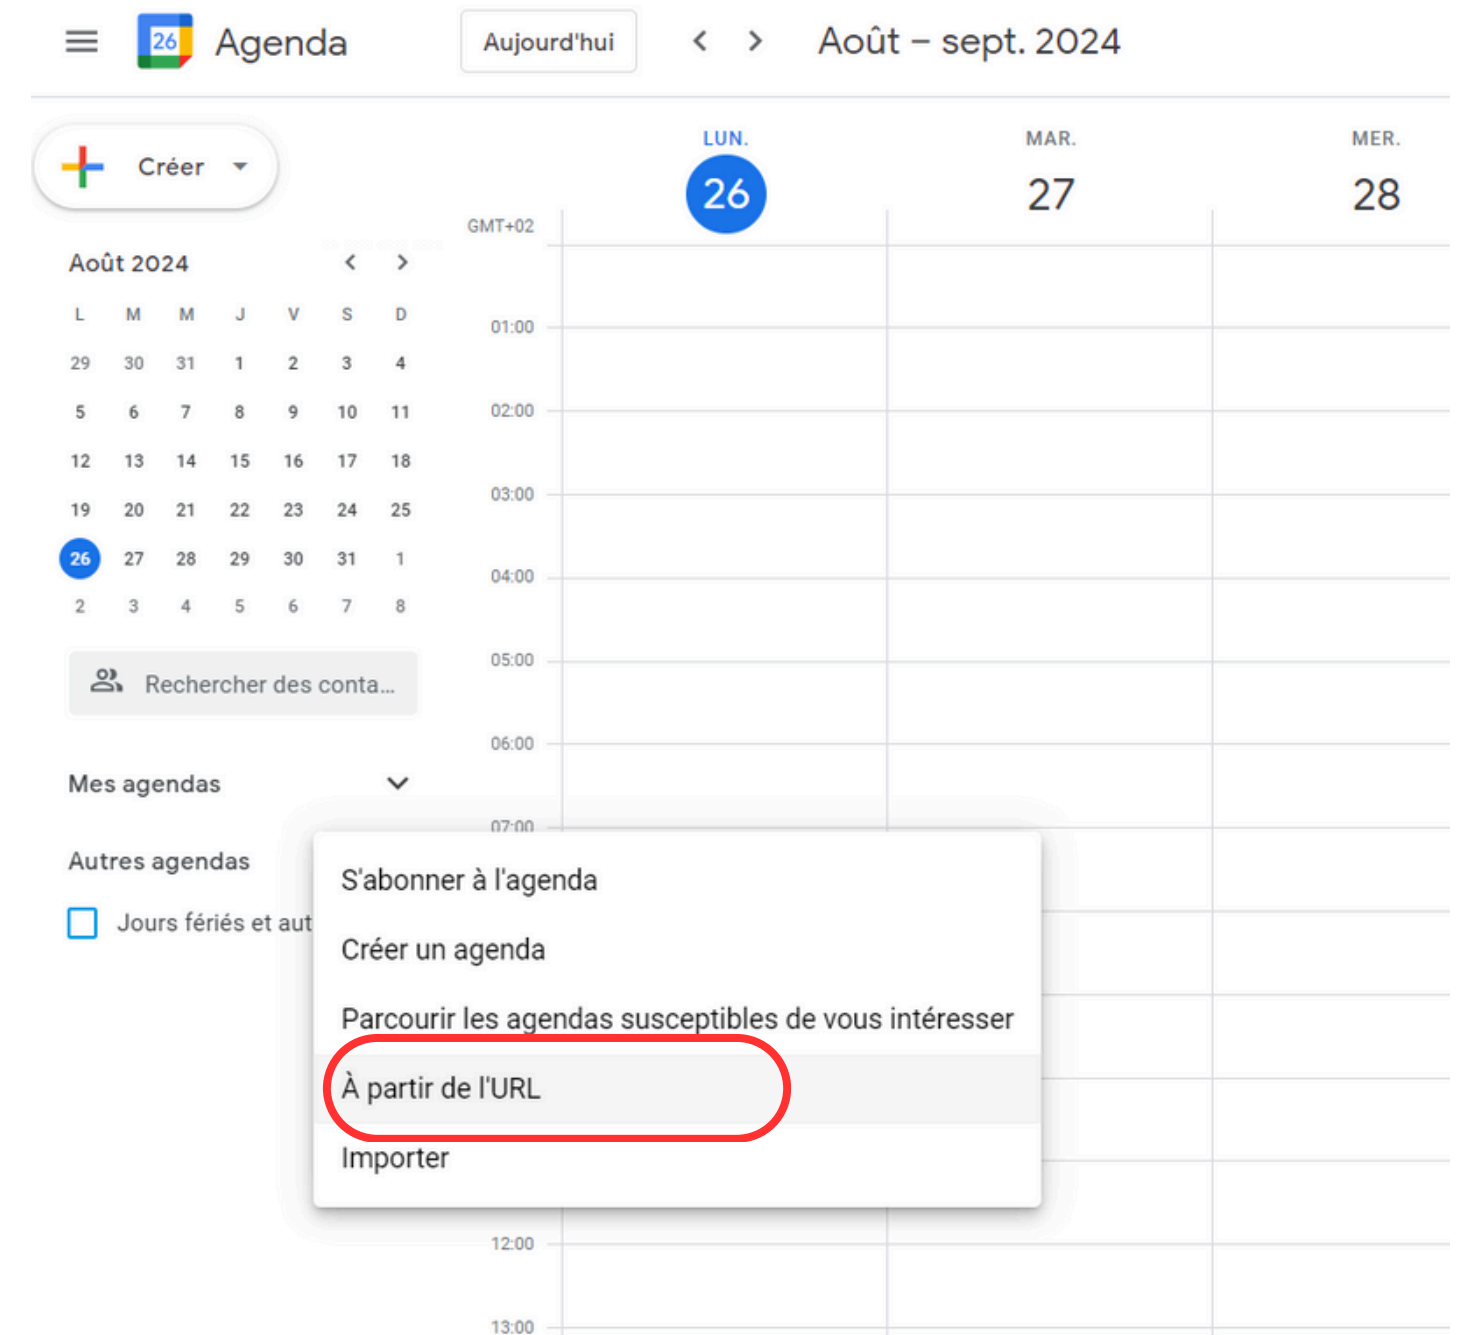 26 Agenda Aujourd'hui Août – sept. 2024
Créer
LUN. MAR. MER.
26 27 28
GMT+02
Août 2024
L M M J V S D
29 30 31 1 2 3 4
5 6 7 8 9 10 11
12 13 14 15 16 17 18
19 20 21 22 23 24 25
26 27 28 29 30 31 1
2 3 4 5 6 7 8
Rechercher des conta...
Mes agendas
Autres agendas
Jours fériés et aut
01:00
02:00
03:00
04:00
05:00
06:00
07:00
S'abonner à l'agenda
Créer un agenda
Parcourir les agendas susceptibles de vous intéresser
À partir de l'URL
Importer
12:00
13:00